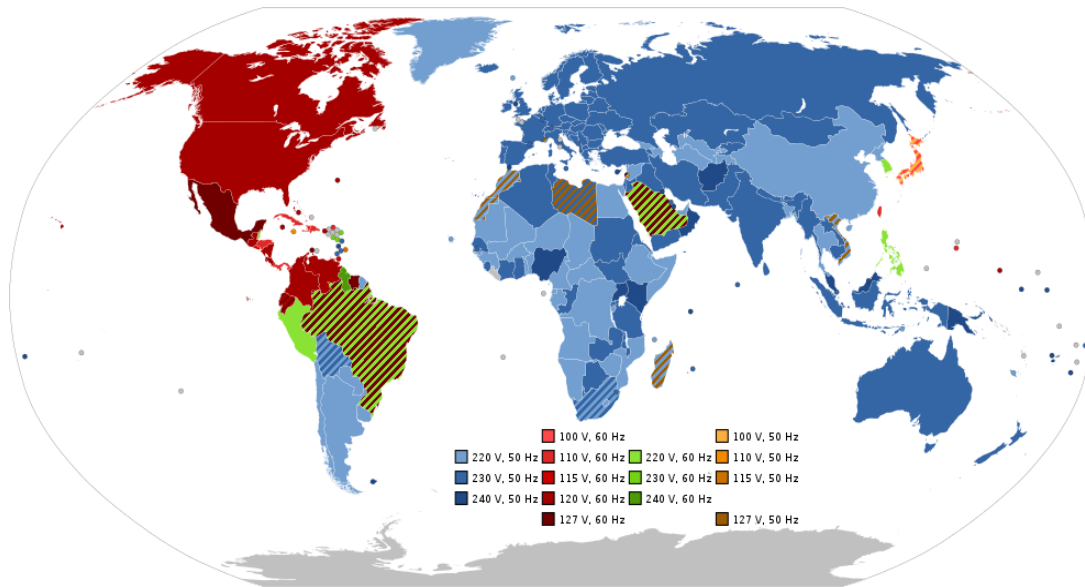 100 V, 60 Hz 100 V, 50 Hz
220 V, 50 Hz 110 V, 60 Hz 220 V, 60 Hz 110 V, 50 Hz
230 V, 50 Hz 115 V, 60 Hz 230 V, 60 Hz 115 V, 50 Hz
240 V, 50 Hz 120 V, 60 Hz 240 V, 60 Hz
127 V, 60 Hz 127 V, 50 Hz